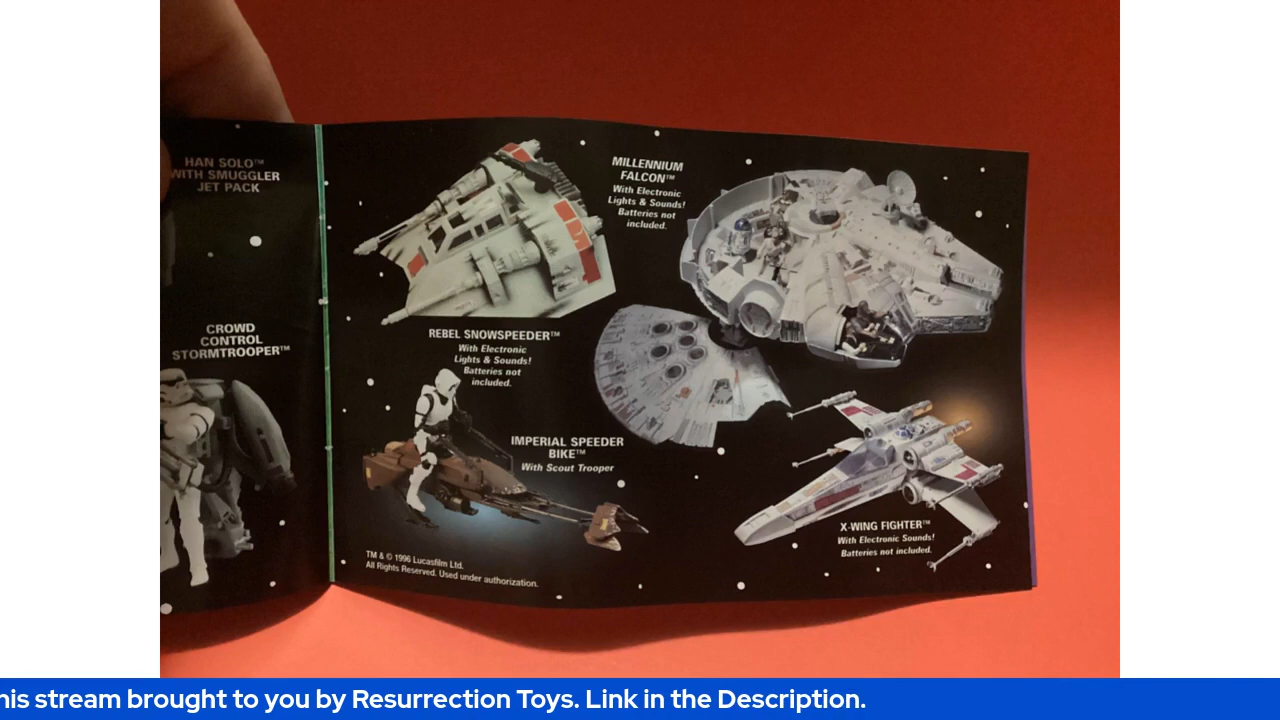 HAN SOLO™
WITH SMUGGLER
JET PACK
CROWD
CONTROL
STORMTROOPER™
MILLENNIUM
FALCON™
With Electronic
Lights & Sounds!
Batteries not
included.
REBEL SNOWSPEEDER™
With Electronic
Lights & Sounds!
Batteries not
included.
IMPERIAL SPEEDER
BIKE™
With Scout Trooper
X-WING FIGHTER™
With Electronic Sounds!
Batteries not included.
TM & © 1996 Lucasfilm Ltd.
All Rights Reserved. Used under authorization.
his stream brought to you by Resurrection Toys. Link in the Description.